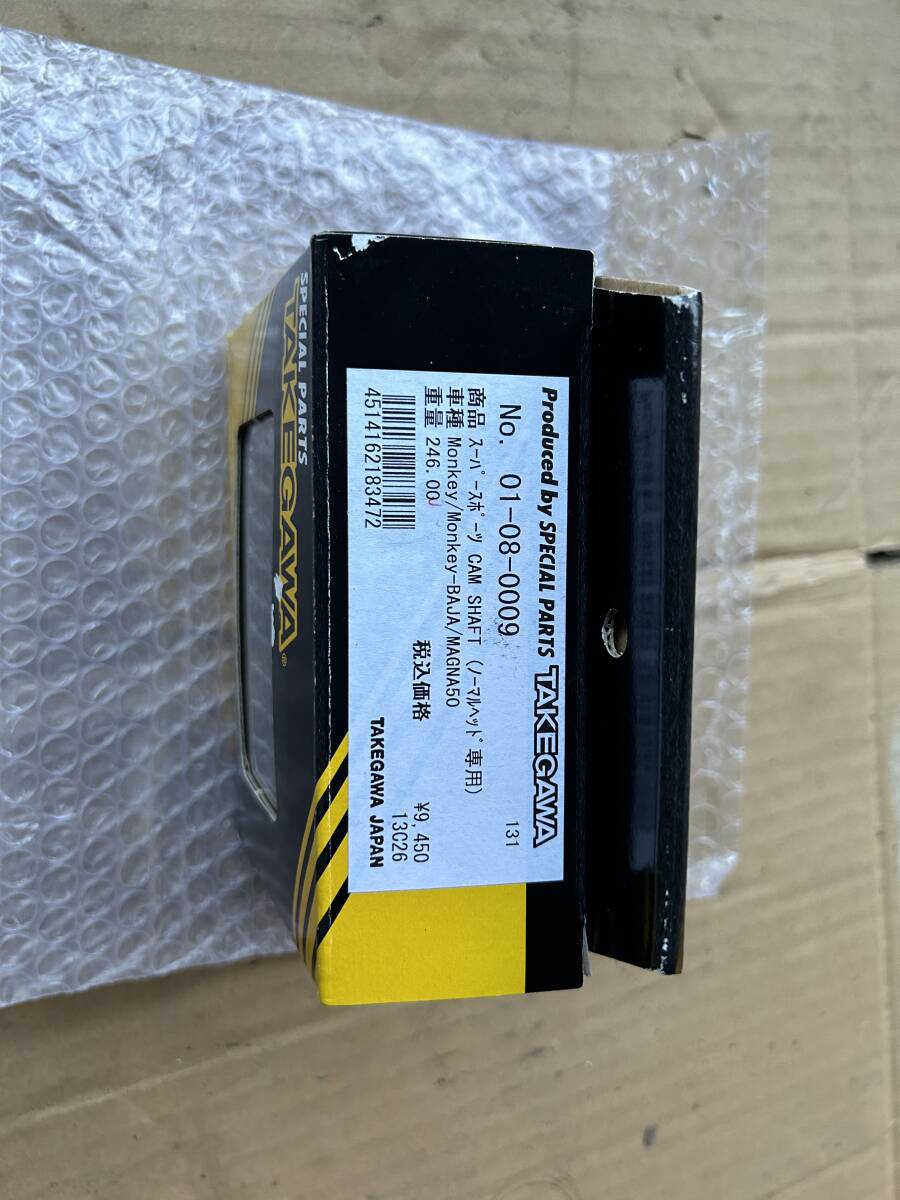 Produced by SPECIAL PARTS TAKEGAWA
No. 01-08-0009 131
商品 ｽｰﾊﾟｰｽﾎﾟｰﾂ CAM SHAFT (ﾉｰﾏﾙﾍｯﾄﾞ専用)
車種 Monkey/Monkey-BAJA/MAGNA50
重量 246.00
税込価格 ¥9,450
13C26
4514162183472
TAKEGAWA JAPAN
SPECIAL PARTS
TAKEGAWA®